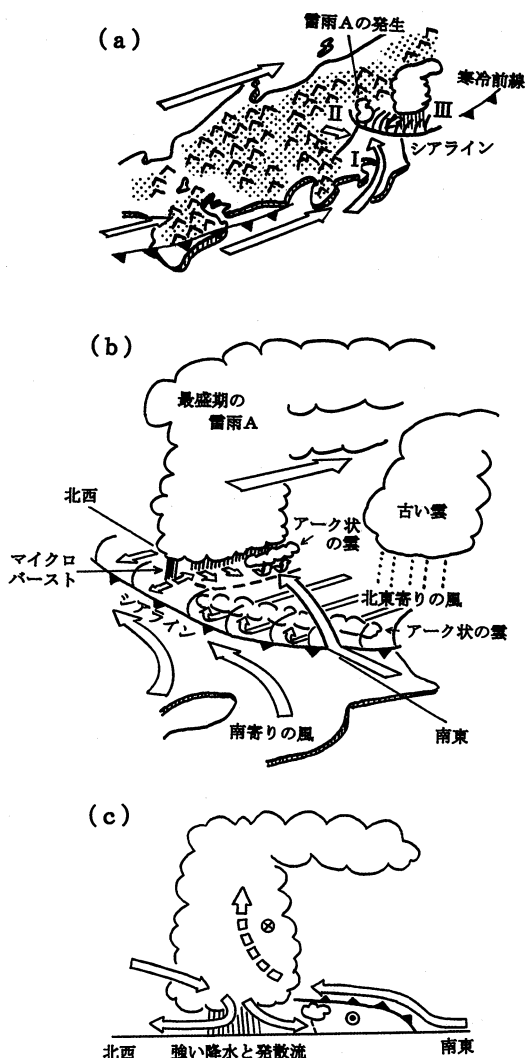 (a)
雷雨Aの発生
寒冷前線
II
III
シアライン
I
(b)
最盛期の
雷雨A
北西
古い雲
アーク状
の雲
マイクロ
バースト
北東寄りの風
シアライン
アーク状の雲
南寄りの風
南東
(c)
北西
強い降水と発散流
南東